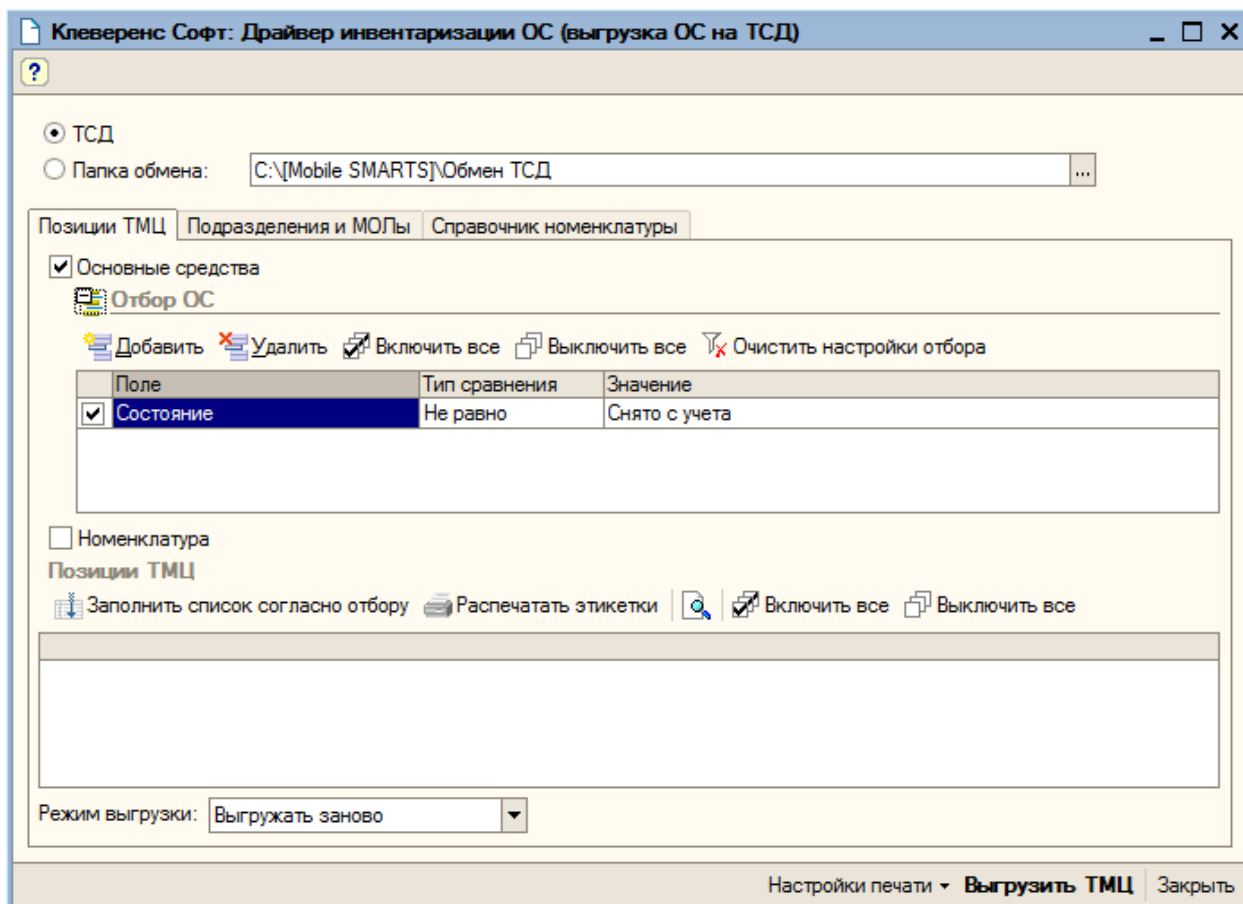 Клеверенс Софт: Драйвер инвентаризации ОС (выгрузка ОС на ТСД)
?
ТСД
Папка обмена: C:\[Mobile SMARTS]\Обмен ТСД ...
Позиции ТМЦ Подразделения и МОЛы Справочник номенклатуры
Основные средства
Отбор ОС
Добавить Удалить Включить все Выключить все Очистить настройки отбора
Поле Тип сравнения Значение
Состояние Не равно Снято с учета
Номенклатура
Позиции ТМЦ
Заполнить список согласно отбору Распечатать этикетки Включить все Выключить все
Режим выгрузки: Выгружать заново
Настройки печати Выгрузить ТМЦ Закрыть